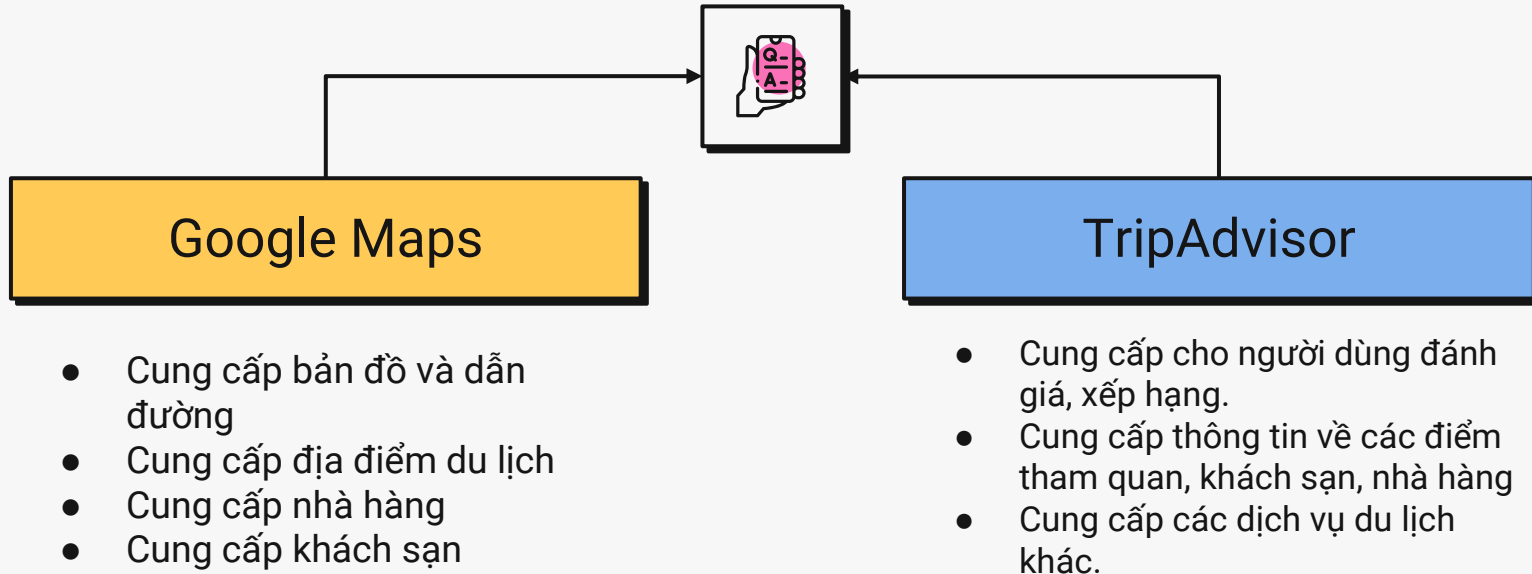 Q-
A-
Google Maps
● Cung cấp bản đồ và dẫn
đường
● Cung cấp địa điểm du lịch
● Cung cấp nhà hàng
● Cung cấp khách sạn
TripAdvisor
● Cung cấp cho người dùng đánh
giá, xếp hạng.
● Cung cấp thông tin về các điểm
tham quan, khách sạn, nhà hàng
● Cung cấp các dịch vụ du lịch
khác.